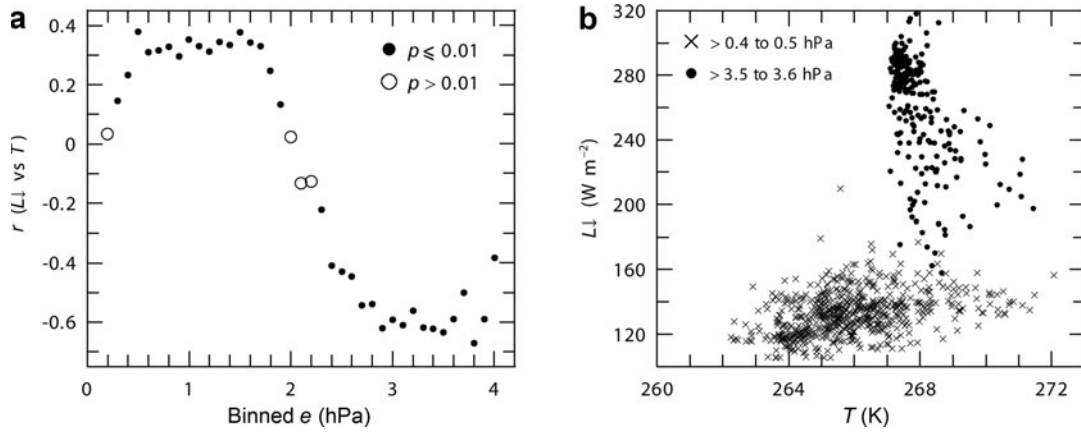 a
0.4
0.2
0
-0.2
-0.4
-0.6
r (L↓ vs T)
p ⩽ 0.01
p > 0.01
0
1
2
3
4
Binned e (hPa)
b
320
280
240
200
160
120
L↓ (W m⁻²)
> 0.4 to 0.5 hPa
> 3.5 to 3.6 hPa
260
264
268
272
T (K)